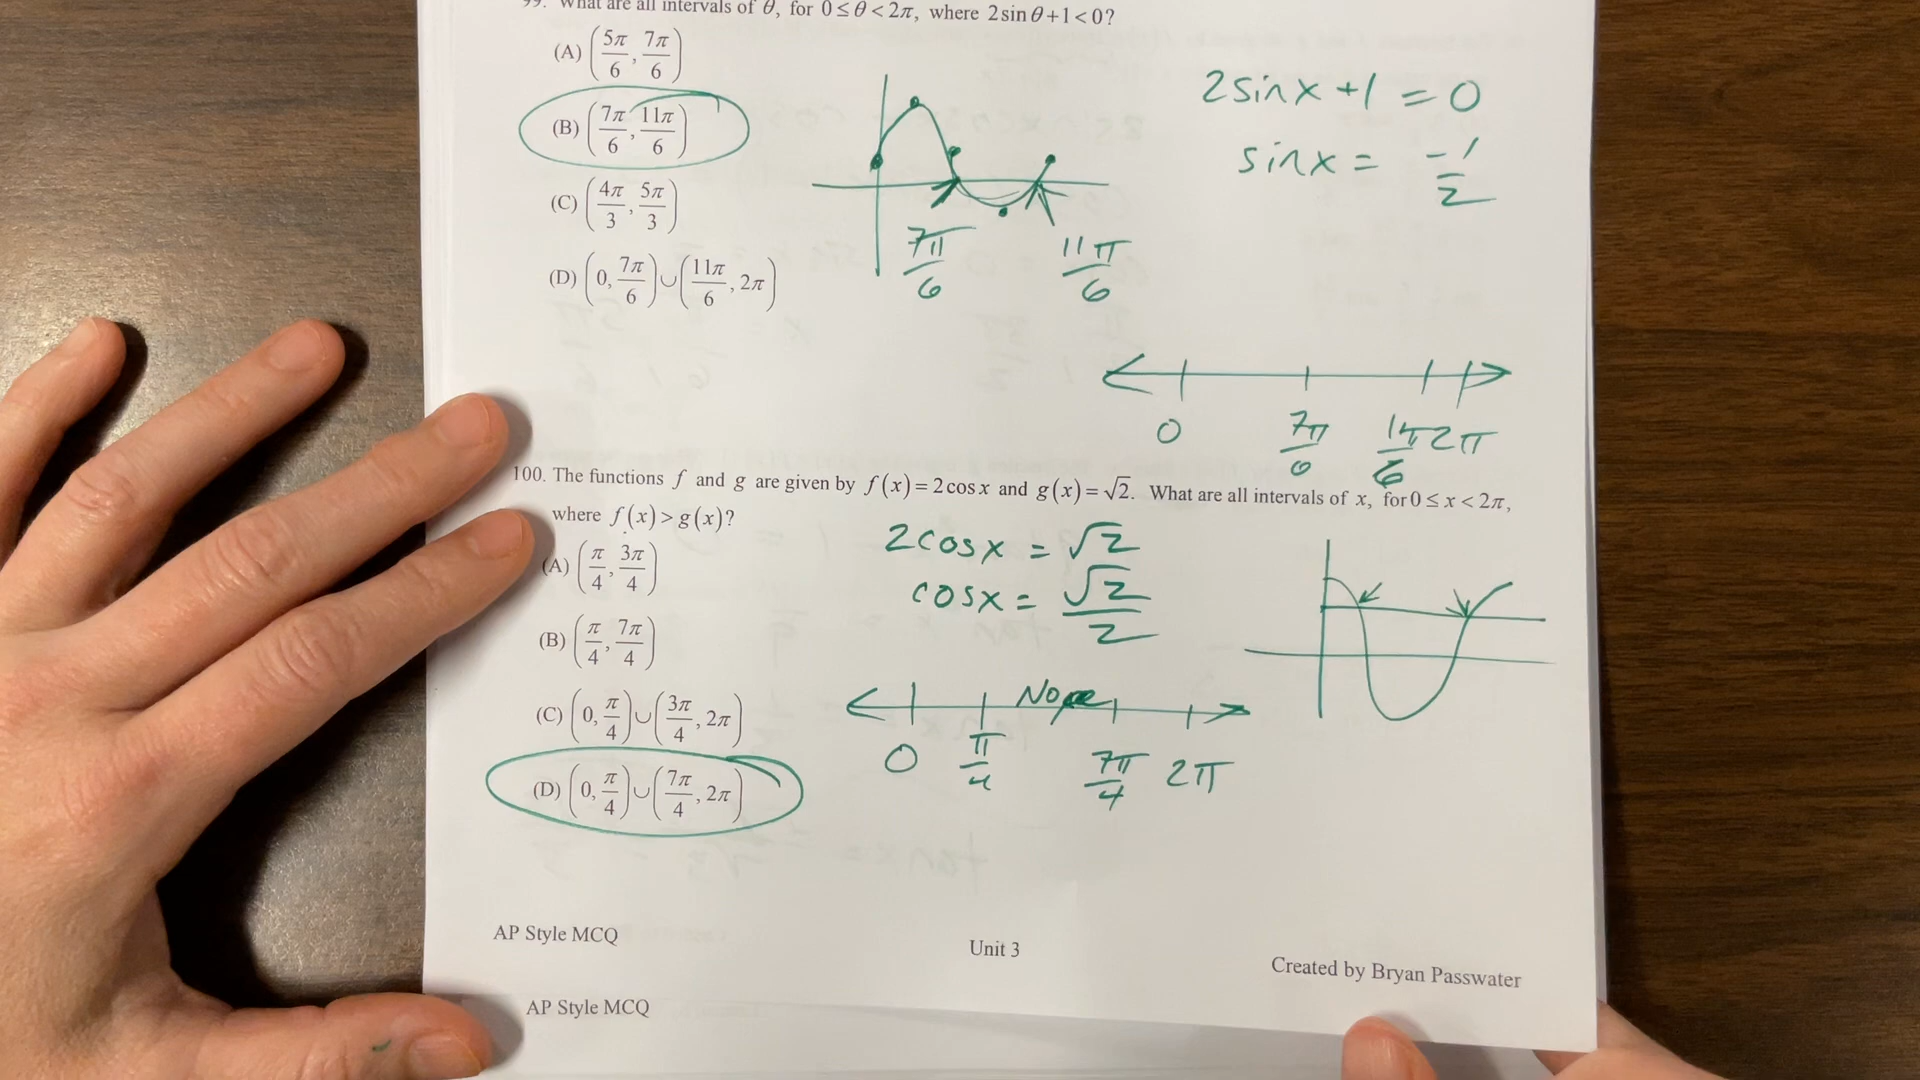 99. What are all intervals of θ, for 0 ≤ θ < 2π, where 2 sin θ + 1 < 0?
(A) (5π/6, 7π/6)
(B) (7π/6, 11π/6)
(C) (4π/3, 5π/3)
(D) (0, 7π/6) ∪ (11π/6, 2π)
2sinx + 1 = 0
sinx = -1/2
7π/6 11π/6
0 7π/6 11π/6 2π
100. The functions f and g are given by f(x) = 2 cos x and g(x) = √2. What are all intervals of x, for 0 ≤ x < 2π,
where f(x) > g(x)?
(A) (π/4, 3π/4)
(B) (π/4, 7π/4)
(C) (0, π/4) ∪ (3π/4, 2π)
(D) (0, π/4) ∪ (7π/4, 2π)
2cosx = √2
cosx = √2/2
Nope
0 π/4 7π/4 2π
AP Style MCQ
Unit 3
Created by Bryan Passwater
AP Style MCQ